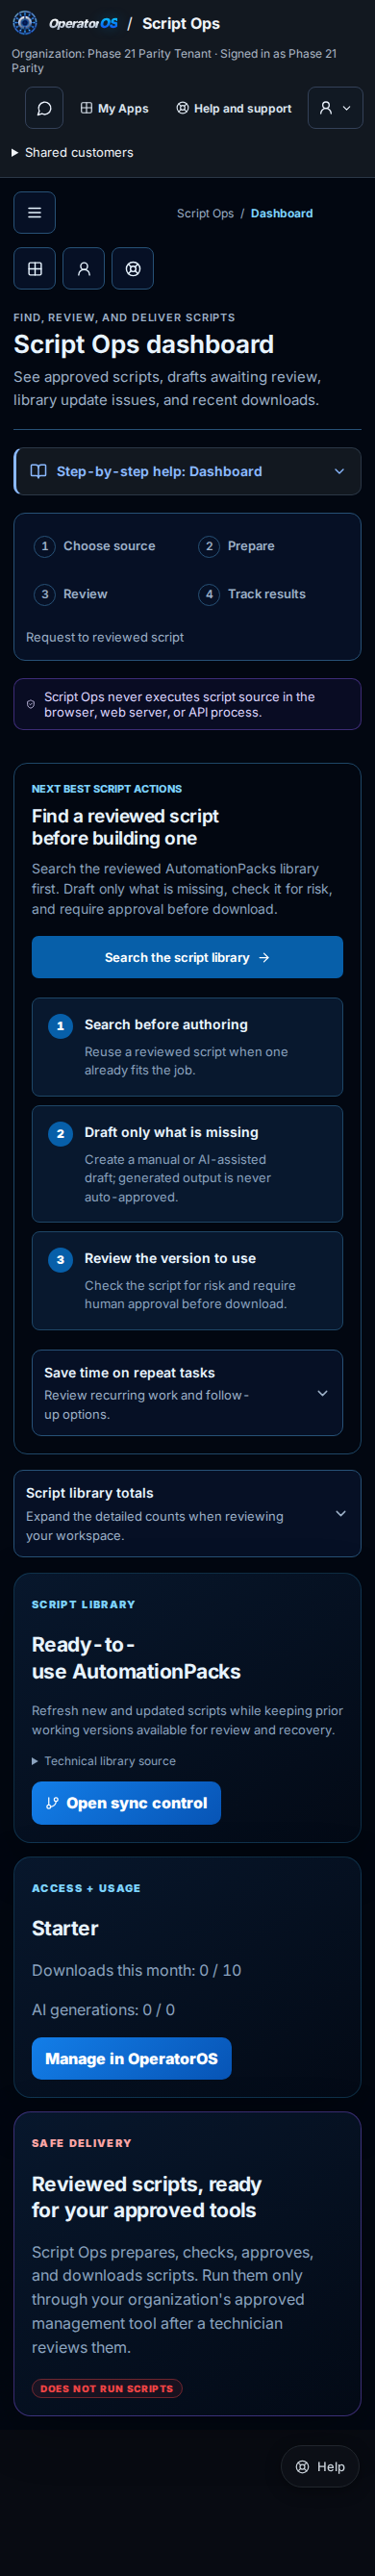 OperatorOS / Script Ops
Organization: Phase 21 Parity Tenant · Signed in as Phase 21
Parity
My Apps
Help and support
Shared customers
Script Ops / Dashboard
FIND, REVIEW, AND DELIVER SCRIPTS
Script Ops dashboard
See approved scripts, drafts awaiting review,
library update issues, and recent downloads.
Step-by-step help: Dashboard
1 Choose source
2 Prepare
3 Review
4 Track results
Request to reviewed script
Script Ops never executes script source in the
browser, web server, or API process.
NEXT BEST SCRIPT ACTIONS
Find a reviewed script
before building one
Search the reviewed AutomationPacks library
first. Draft only what is missing, check it for risk,
and require approval before download.
Search the script library →
1 Search before authoring
Reuse a reviewed script when one
already fits the job.
2 Draft only what is missing
Create a manual or AI-assisted
draft; generated output is never
auto-approved.
3 Review the version to use
Check the script for risk and require
human approval before download.
Save time on repeat tasks
Review recurring work and follow-
up options.
Script library totals
Expand the detailed counts when reviewing
your workspace.
SCRIPT LIBRARY
Ready-to-
use AutomationPacks
Refresh new and updated scripts while keeping prior
working versions available for review and recovery.
Technical library source
Open sync control
ACCESS + USAGE
Starter
Downloads this month: 0 / 10
AI generations: 0 / 0
Manage in OperatorOS
SAFE DELIVERY
Reviewed scripts, ready
for your approved tools
Script Ops prepares, checks, approves,
and downloads scripts. Run them only
through your organization's approved
management tool after a technician
reviews them.
DOES NOT RUN SCRIPTS
Help